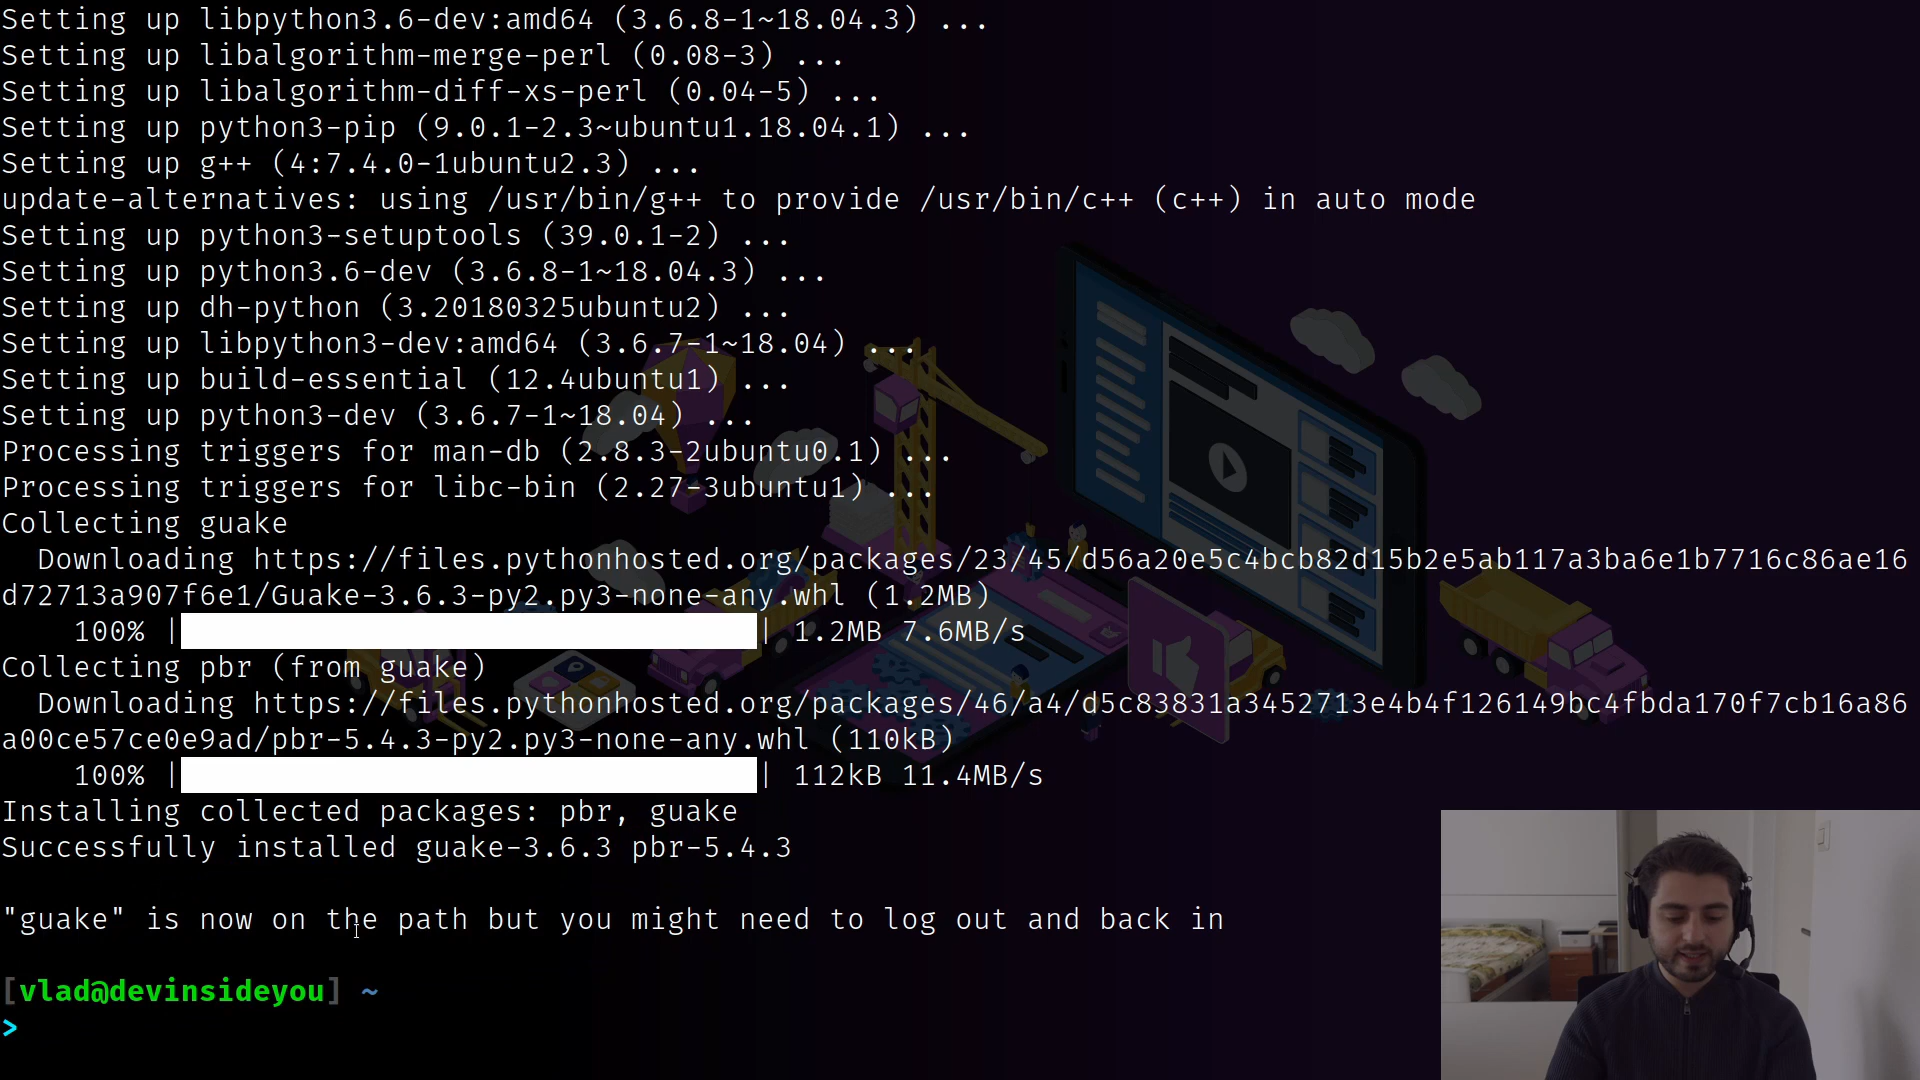 Setting up libpython3.6-dev:amd64 (3.6.8-1~18.04.3) ...
Setting up libalgorithm-merge-perl (0.08-3) ...
Setting up libalgorithm-diff-xs-perl (0.04-5) ...
Setting up python3-pip (9.0.1-2.3~ubuntu1.18.04.1) ...
Setting up g++ (4:7.4.0-1ubuntu2.3) ...
update-alternatives: using /usr/bin/g++ to provide /usr/bin/c++ (c++) in auto mode
Setting up python3-setuptools (39.0.1-2) ...
Setting up python3.6-dev (3.6.8-1~18.04.3) ...
Setting up dh-python (3.20180325ubuntu2) ...
Setting up libpython3-dev:amd64 (3.6.7-1~18.04) ...
Setting up build-essential (12.4ubuntu1) ...
Setting up python3-dev (3.6.7-1~18.04) ...
Processing triggers for man-db (2.8.3-2ubuntu0.1) ...
Processing triggers for libc-bin (2.27-3ubuntu1) ...
Collecting guake
  Downloading https://files.pythonhosted.org/packages/23/45/d56a20e5c4bcb82d15b2e5ab117a3ba6e1b7716c86ae16
d72713a907f6e1/Guake-3.6.3-py2.py3-none-any.whl (1.2MB)
    100% |                                | 1.2MB 7.6MB/s
Collecting pbr (from guake)
  Downloading https://files.pythonhosted.org/packages/46/a4/d5c83831a3452713e4b4f126149bc4fbda170f7cb16a86
a00ce57ce0e9ad/pbr-5.4.3-py2.py3-none-any.whl (110kB)
    100% |                                | 112kB 11.4MB/s
Installing collected packages: pbr, guake
Successfully installed guake-3.6.3 pbr-5.4.3
"guake" is now on the path but you might need to log out and back in
[vlad@devinsideyou] ~
>